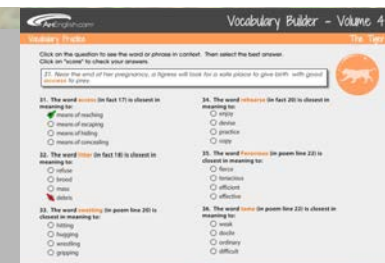 ArtEnglish.com
Vocabulary Builder – Volume 4
Vocabulary Practice
The Tiger
Click on the question to see the word or phrase in context. Then select the best answer.
Click on "score" to check your answers.
31. Near the end of her pregnancy, a tigress will look for a safe place to give birth with good
access to prey.
31. The word access (in fact 17) is closest in
meaning to:
means of reaching
means of escaping
means of hiding
means of concealing
32. The word litter (in fact 18) is closest in
meaning to:
refuse
brood
mass
debris
33. The word (in poem line 20) is
closest in meaning to:
hitting
hugging
wrestling
gripping
34. The word rehearse (in fact 20) is closest in
meaning to:
enjoy
devise
practice
copy
35. The word Ferocious (in poem line 22) is
closest in meaning to:
fierce
tenacious
efficient
effective
36. The word tame (in poem line 22) is closest in
meaning to:
weak
docile
ordinary
difficult